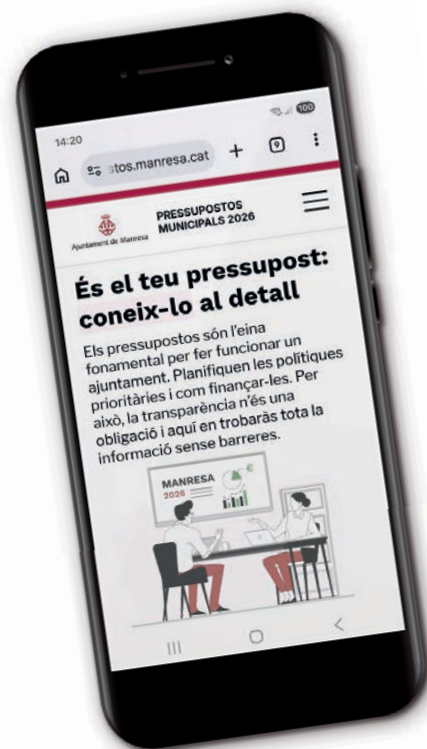 14:20
100
tos.manresa.cat
9
Ajuntament de Manresa
PRESSUPOSTOS
MUNICIPALS 2026
És el teu pressupost:
coneix-lo al detall
Els pressupostos són l'eina
fonamental per fer funcionar un
ajuntament. Planifiquen les polítiques
prioritàries i com finançar-les. Per
això, la transparència n'és una
obligació i aquí en trobaràs tota la
informació sense barreres.
MANRESA
2026
€